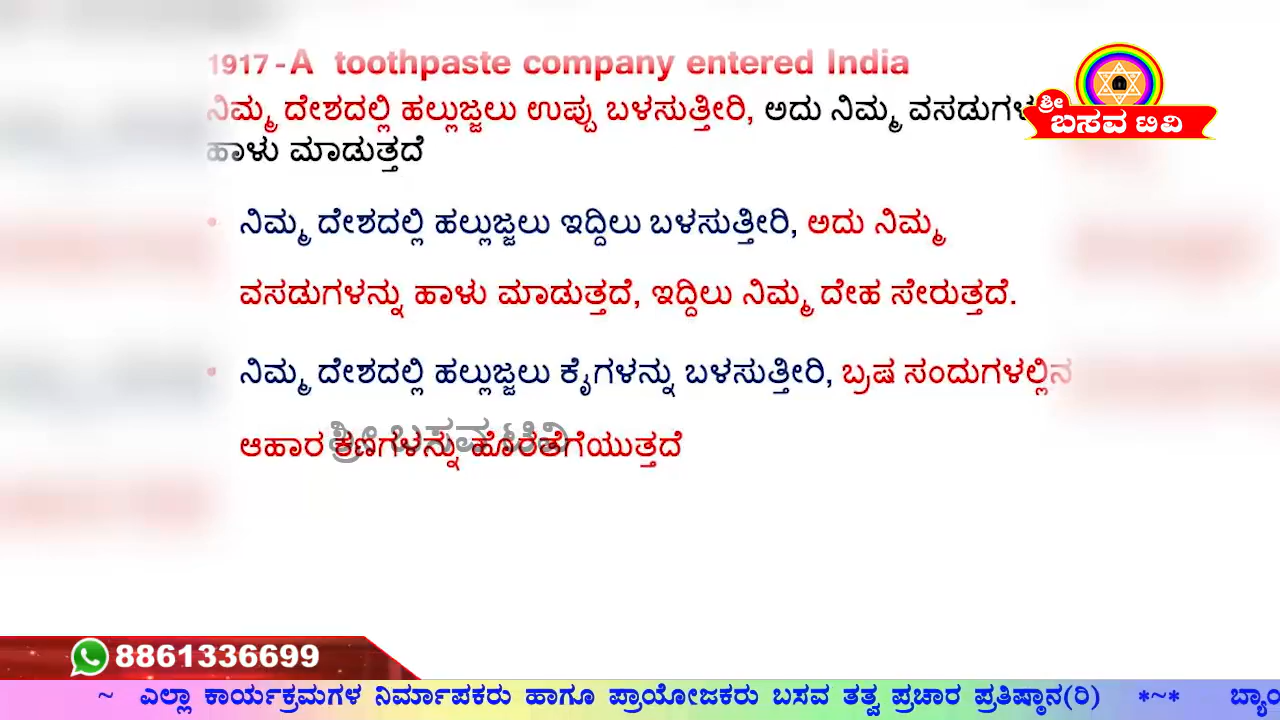 1917 - A toothpaste company entered India
ನಿಮ್ಮ ದೇಶದಲ್ಲಿ ಹಲ್ಲುಜ್ಜಲು ಉಪ್ಪು ಬಳಸುತ್ತೀರಿ, ಅದು ನಿಮ್ಮ
ಹಾಳು ಮಾಡುತ್ತದೆ
ಶ್ರೀ
ಬಸವ ಟಿವಿ
• ನಿಮ್ಮ ದೇಶದಲ್ಲಿ ಹಲ್ಲುಜ್ಜಲು ಇದ್ದಿಲು ಬಳಸುತ್ತೀರಿ, ಅದು ನಿಮ್ಮ
ವಸಡುಗಳನ್ನು ಹಾಳು ಮಾಡುತ್ತದೆ, ಇದ್ದಿಲು ನಿಮ್ಮ ದೇಹ ಸೇರುತ್ತದೆ.
• ನಿಮ್ಮ ದೇಶದಲ್ಲಿ ಹಲ್ಲುಜ್ಜಲು ಕೈಗಳನ್ನು ಬಳಸುತ್ತೀರಿ, ಬ್ರಷ ಸಂದುಗಳಲ್ಲಿನ
ಆಹಾರ ಕಣಗಳನ್ನು ಹೊರತೆಗೆಯುತ್ತದೆ
ಶ್ರೀ ಬಸವ ಟಿವಿ
8861336699
~ ಎಲ್ಲಾ ಕಾರ್ಯಕ್ರಮಗಳ ನಿರ್ಮಾಪಕರು ಹಾಗೂ ಪ್ರಾಯೋಜಕರು ಬಸವ ತತ್ವ ಪ್ರಚಾರ ಪ್ರತಿಷ್ಠಾನ(ರಿ) *~*